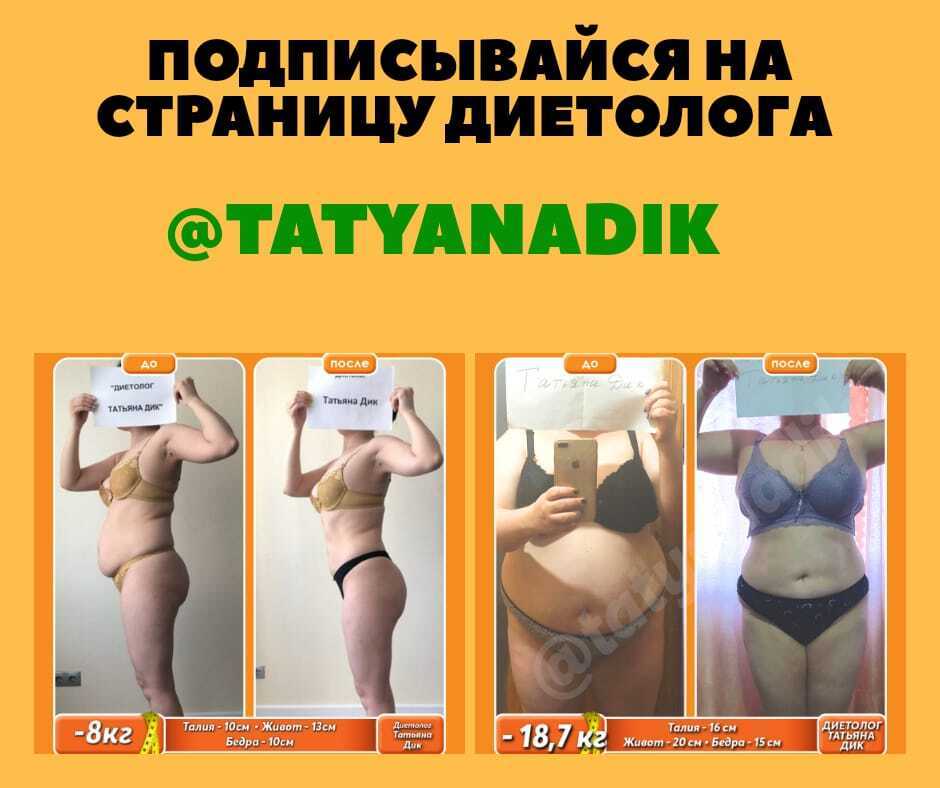 ПОДПИСЫВАЙСЯ НА
СТРАНИЦУ ДИЕТОЛОГА
@TATYANADIK
до
после
до
после
"ДИЕТОЛОГ
ТАТЬЯНА ДИК"
Татьяна Дик
Татьяна Дик
Татьяна Дик
-8кг
Талия - 10см • Живот - 13см
Бедра - 10см
Диетолог
Татьяна
Дик
- 18,7 кг
Талия - 16 см
Живот - 20 см • Бедра - 15 см
ДИЕТОЛОГ
ТАТЬЯНА
ДИК